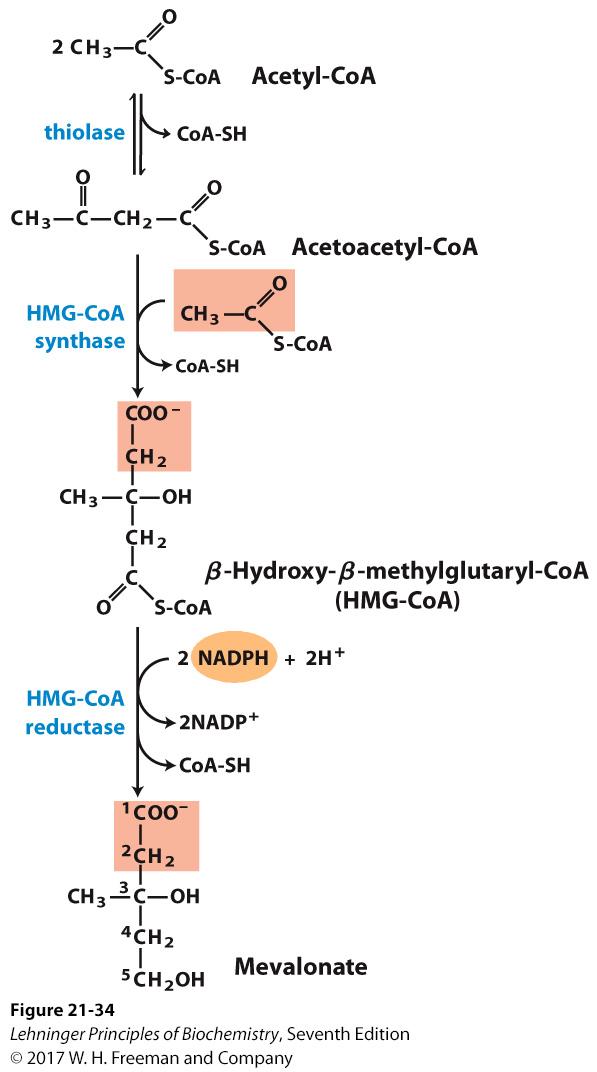 O
2 CH3—C
S-CoA Acetyl-CoA
thiolase CoA-SH
O O
CH3—C—CH2—C
S-CoA Acetoacetyl-CoA
O
HMG-CoA CH3—C
synthase S-CoA
CoA-SH
COO−
CH2
CH3—C—OH
CH2
C β-Hydroxy-β-methylglutaryl-CoA
O S-CoA (HMG-CoA)
2 NADPH + 2H+
HMG-CoA
reductase 2NADP+
CoA-SH
1COO−
2CH2
CH3—3C—OH
4CH2
5CH2OH Mevalonate
Figure 21-34
Lehninger Principles of Biochemistry, Seventh Edition
© 2017 W. H. Freeman and Company